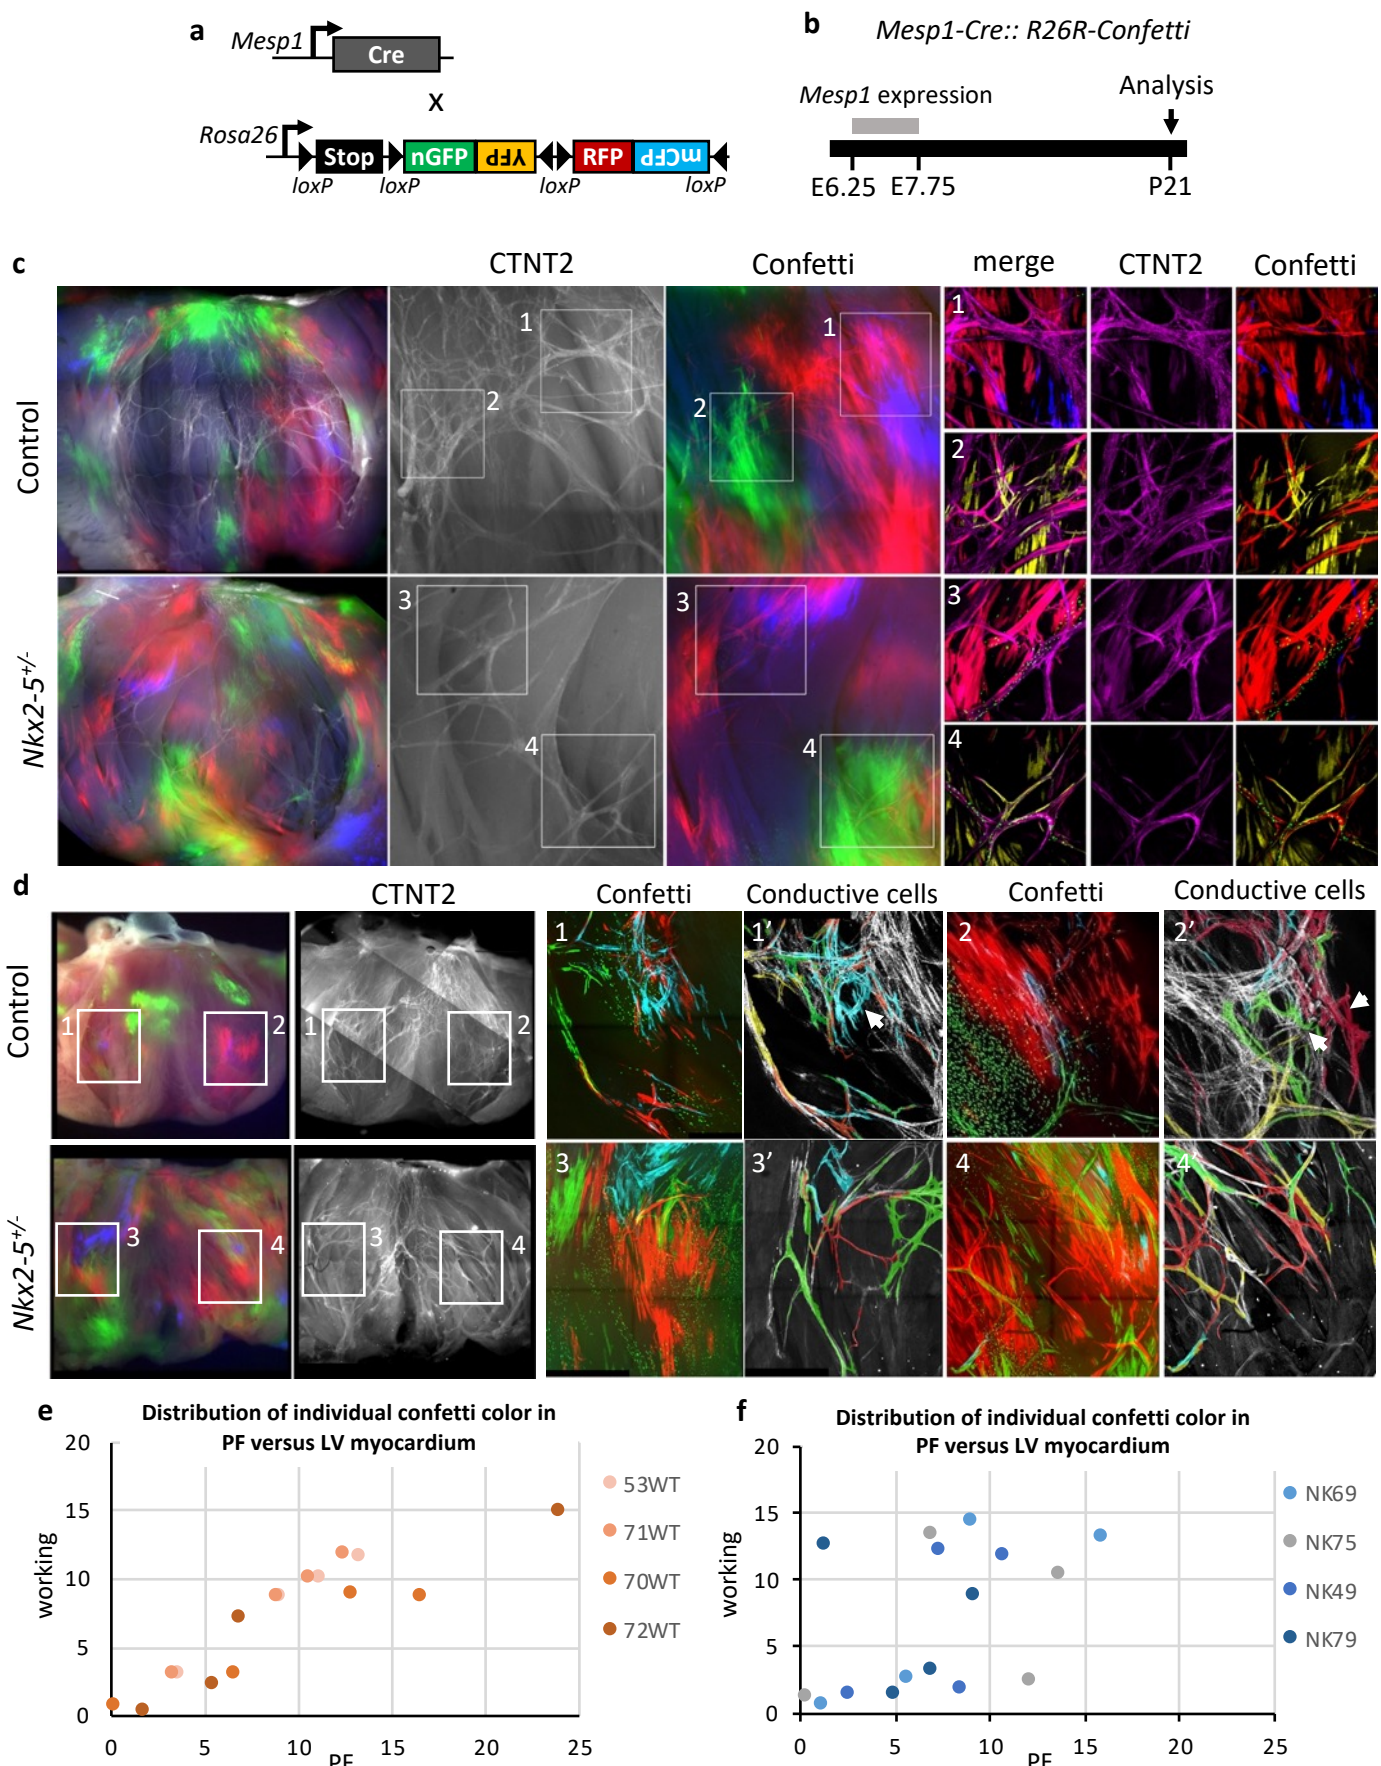 a
Mesp1
Cre
X
Rosa26
Stop
nGFP
YFP
RFP
mCFP
loxP
loxP
loxP
loxP
b
Mesp1-Cre:: R26R-Confetti
Mesp1 expression
Analysis
E6.25
E7.75
P21
c
CTNT2
Confetti
merge
CTNT2
Confetti
Control
1
2
1
2
1
2
Nkx2-5+/-
3
4
3
4
3
4
d
CTNT2
Confetti
Conductive cells
Confetti
Conductive cells
Control
1
2
1
2
1
1’
2
2’
Nkx2-5+/-
3
4
3
4
3
3’
4
4’
e
Distribution of individual confetti color in
PF versus LV myocardium
20
15
10
5
0
working
0
5
10
15
20
25
PF
53WT
71WT
70WT
72WT
f
Distribution of individual confetti color in
PF versus LV myocardium
20
15
10
5
0
working
0
5
10
15
20
25
PF
NK69
NK75
NK49
NK79